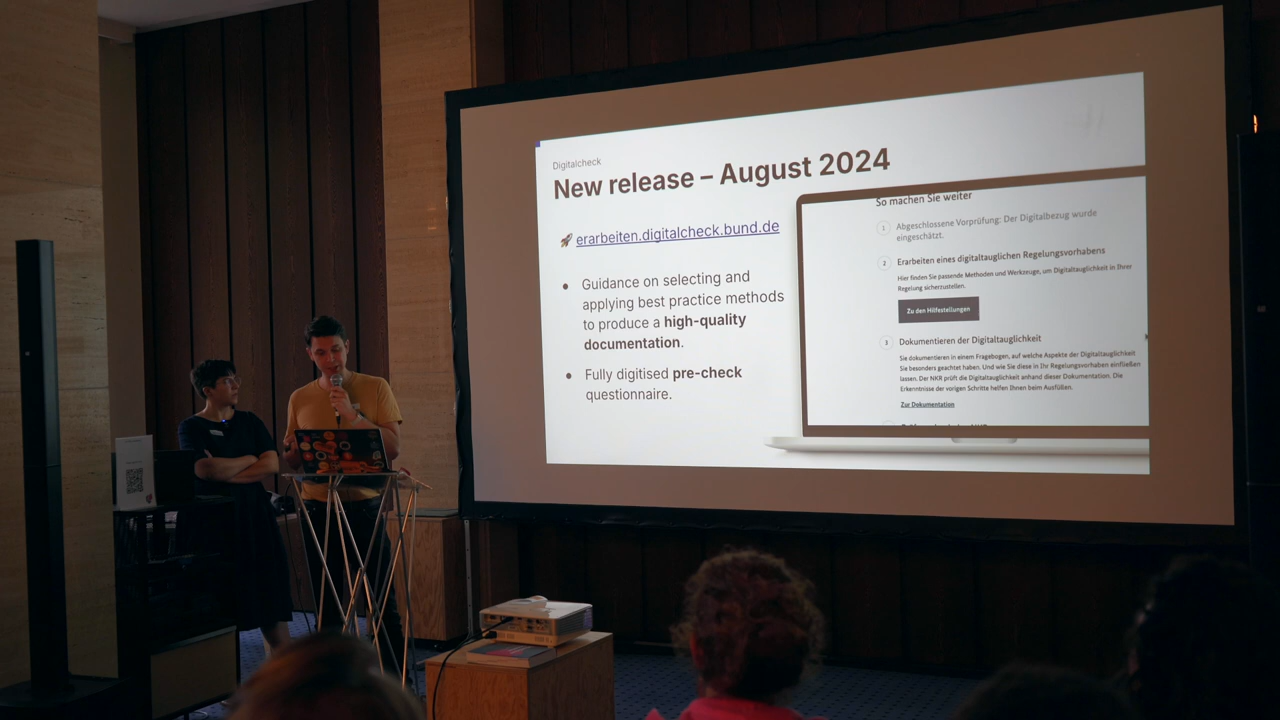 Digitalcheck
New release – August 2024
🚀 erarbeiten.digitalcheck.bund.de
• Guidance on selecting and
applying best practice methods
to produce a high-quality
documentation.
• Fully digitised pre-check
questionnaire.
So machen Sie weiter
1 Abgeschlossene Vorprüfung: Der Digitalbezug wurde
eingeschätzt.
2 Erarbeiten eines digitaltauglichen Regelungsvorhabens
Hier finden Sie passende Methoden und Werkzeuge, um Digitaltauglichkeit in Ihrer
Regelung sicherzustellen.
Zu den Hilfestellungen
3 Dokumentieren der Digitaltauglichkeit
Sie dokumentieren in einem Fragebogen, auf welche Aspekte der Digitaltauglichkeit
Sie besonders geachtet haben. Und wie Sie diese in Ihr Regelungsvorhaben einfließen
lassen. Der NKR prüft die Digitaltauglichkeit anhand dieser Dokumentation. Die
Erkenntnisse der vorigen Schritte helfen Ihnen beim Ausfüllen.
Zur Dokumentation